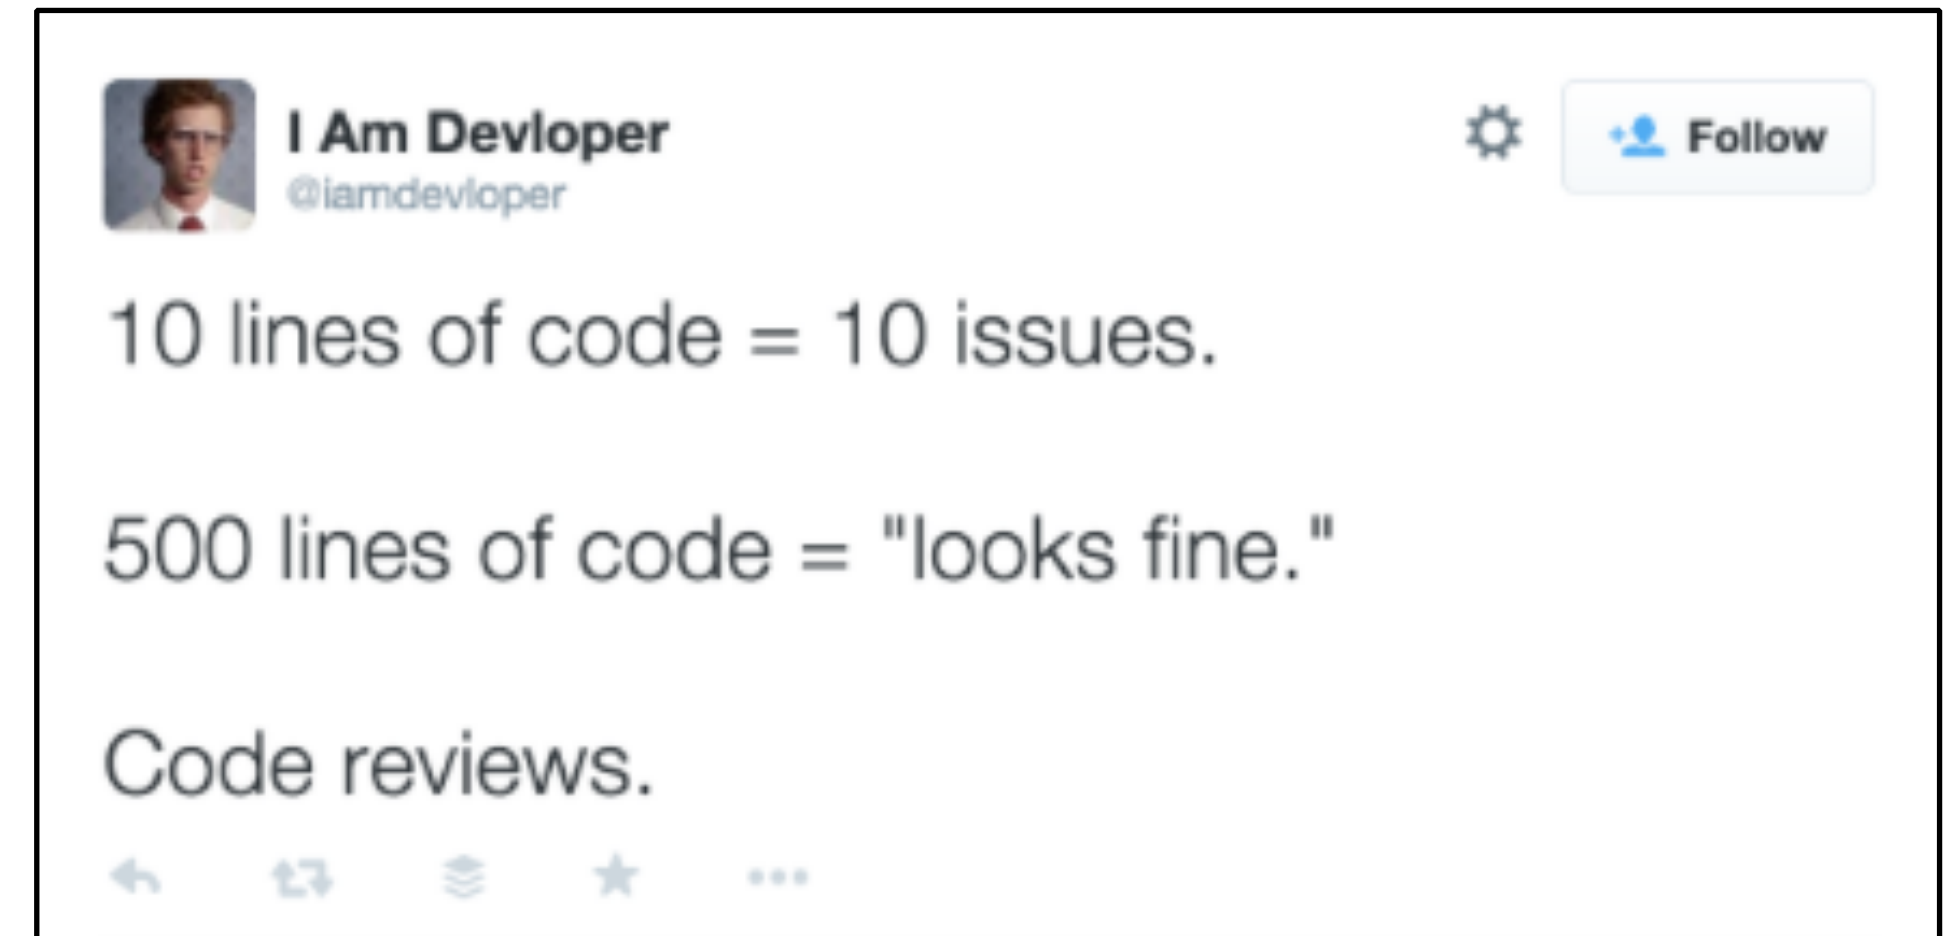 I Am Devloper
@iamdevloper
Follow
10 lines of code = 10 issues.
500 lines of code = "looks fine."
Code reviews.